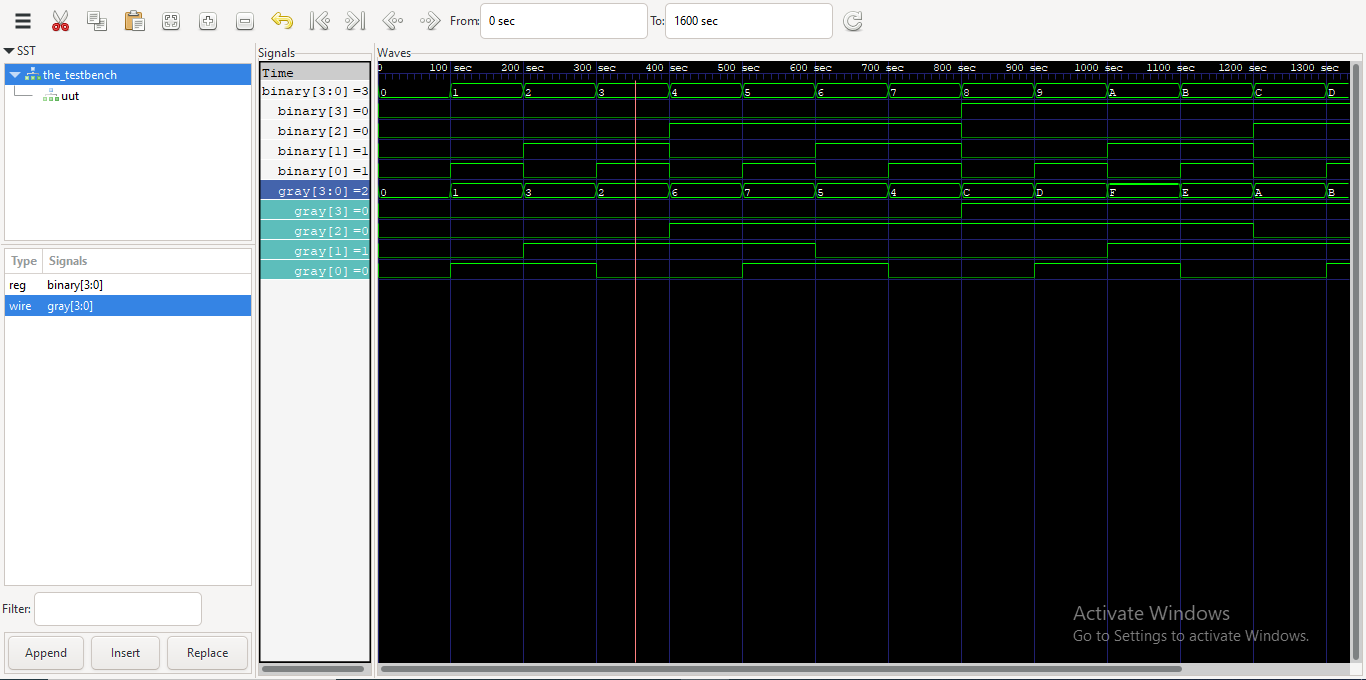 From: 0 sec To: 1600 sec
SST
the_testbench
uut
Type Signals
reg binary[3:0]
wire gray[3:0]
Filter:
Append Insert Replace
Signals
Time
binary[3:0] =3
binary[3] =0
binary[2] =0
binary[1] =1
binary[0] =1
gray[3:0] =2
gray[3] =0
gray[2] =0
gray[1] =1
gray[0] =0
Waves
0 100 sec 200 sec 300 sec 400 sec 500 sec 600 sec 700 sec 800 sec 900 sec 1000 sec 1100 sec 1200 sec 1300 sec
0 1 2 3 4 5 6 7 8 9 A B C D
0 1 3 2 6 7 5 4 C D F E A B
Activate Windows
Go to Settings to activate Windows.